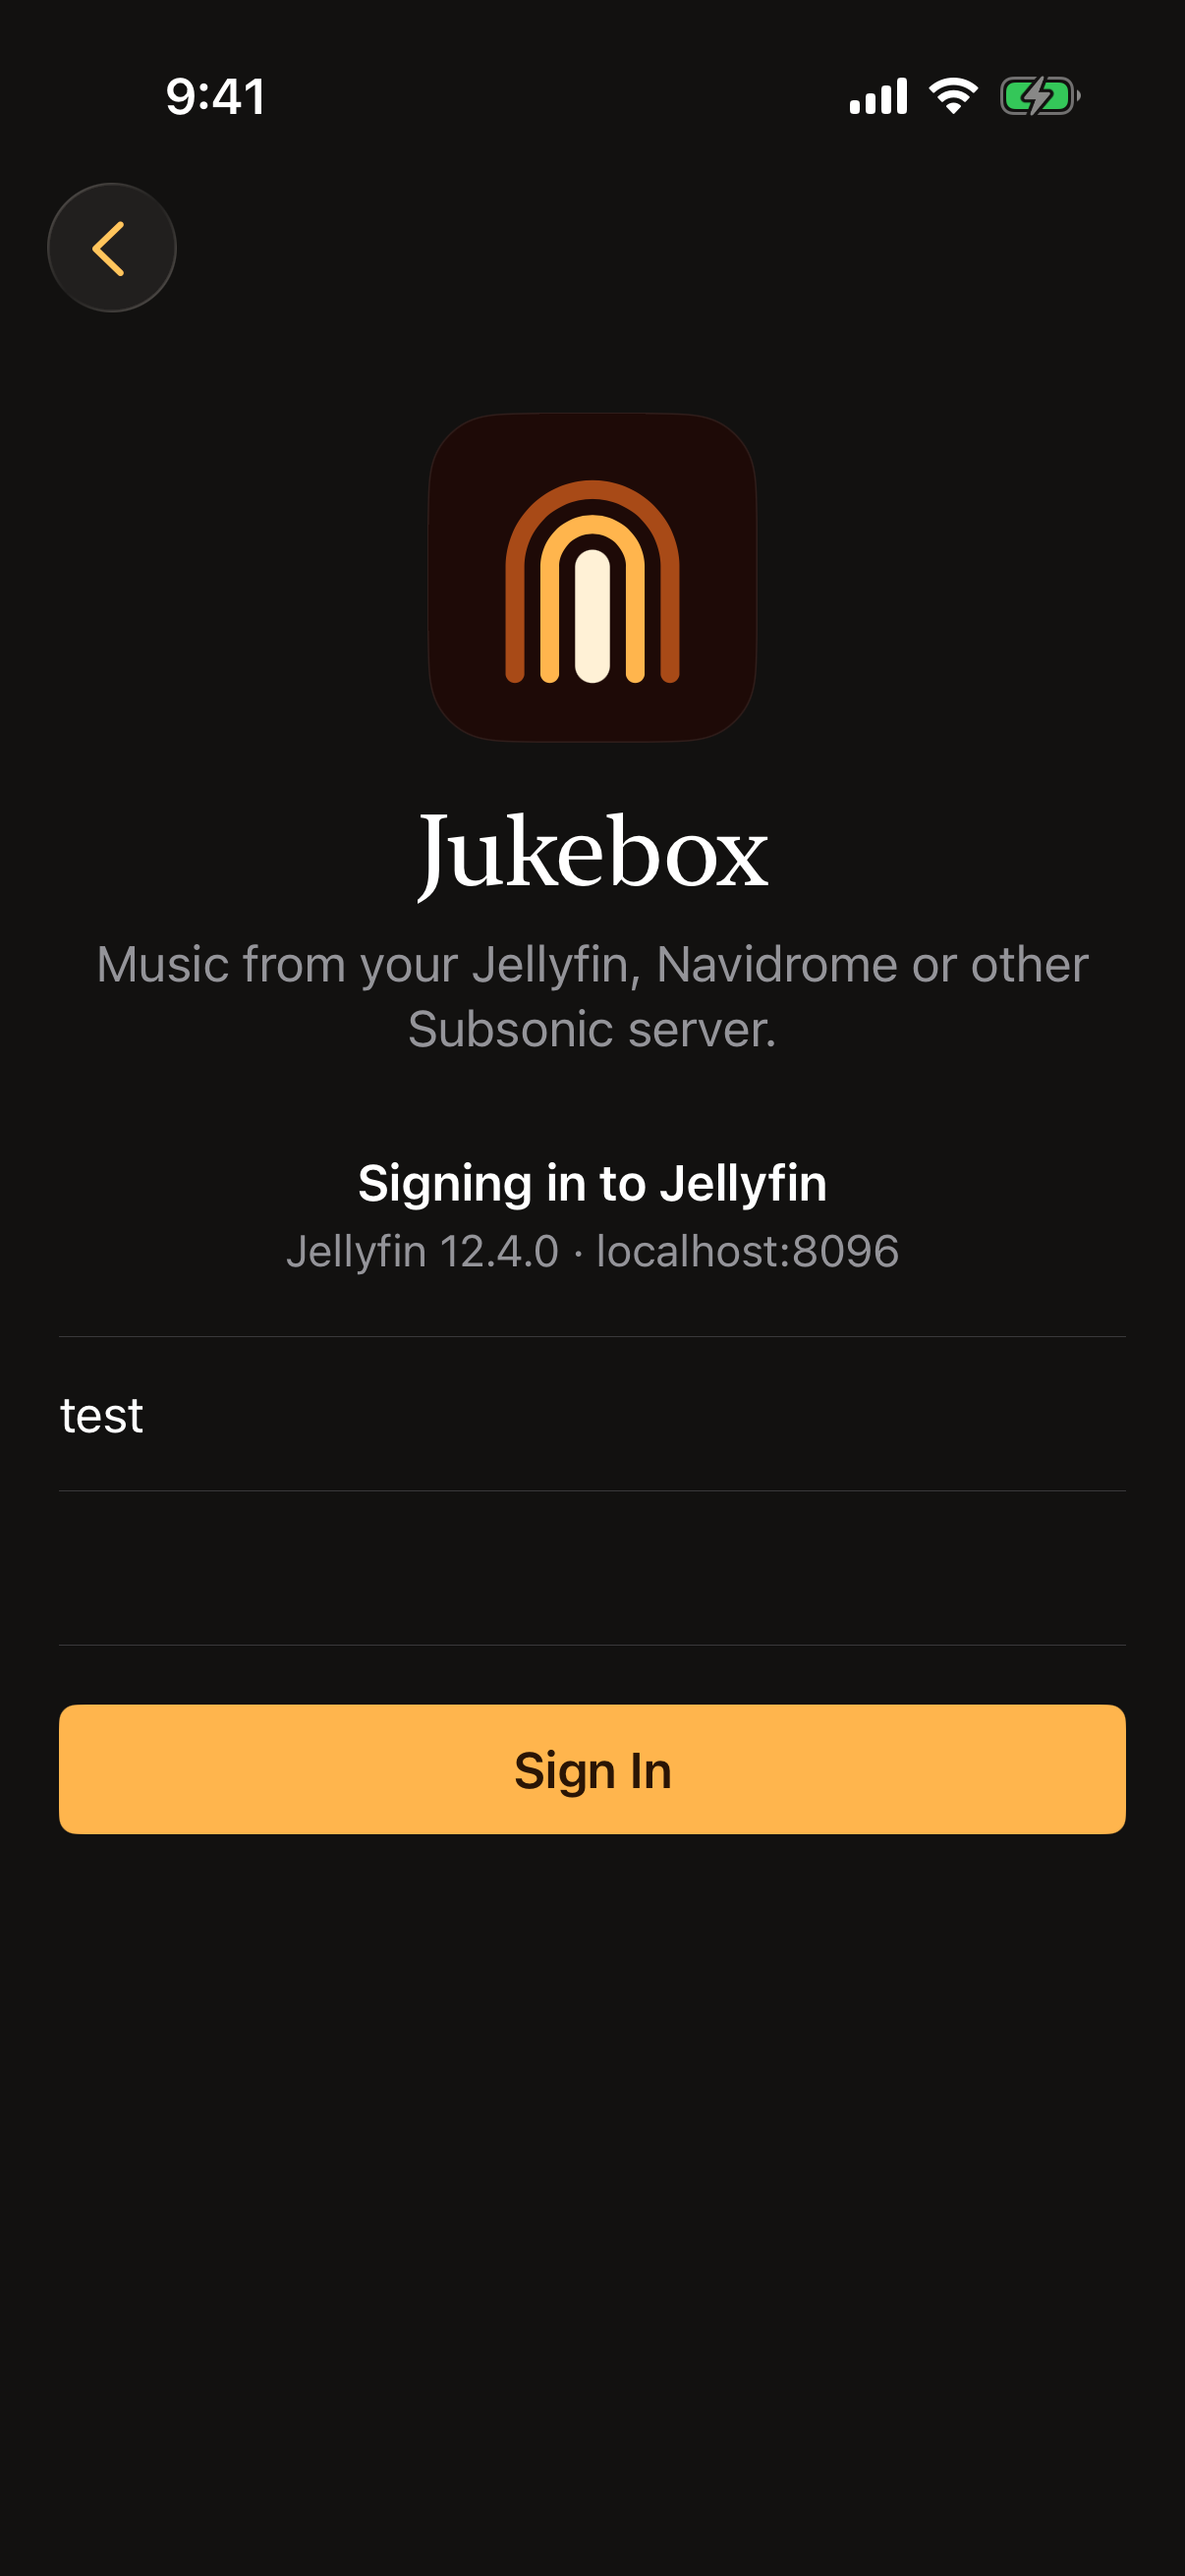 9:41
Jukebox
Music from your Jellyfin, Navidrome or other
Subsonic server.
Signing in to Jellyfin
Jellyfin 12.4.0 · localhost:8096
test
Sign In